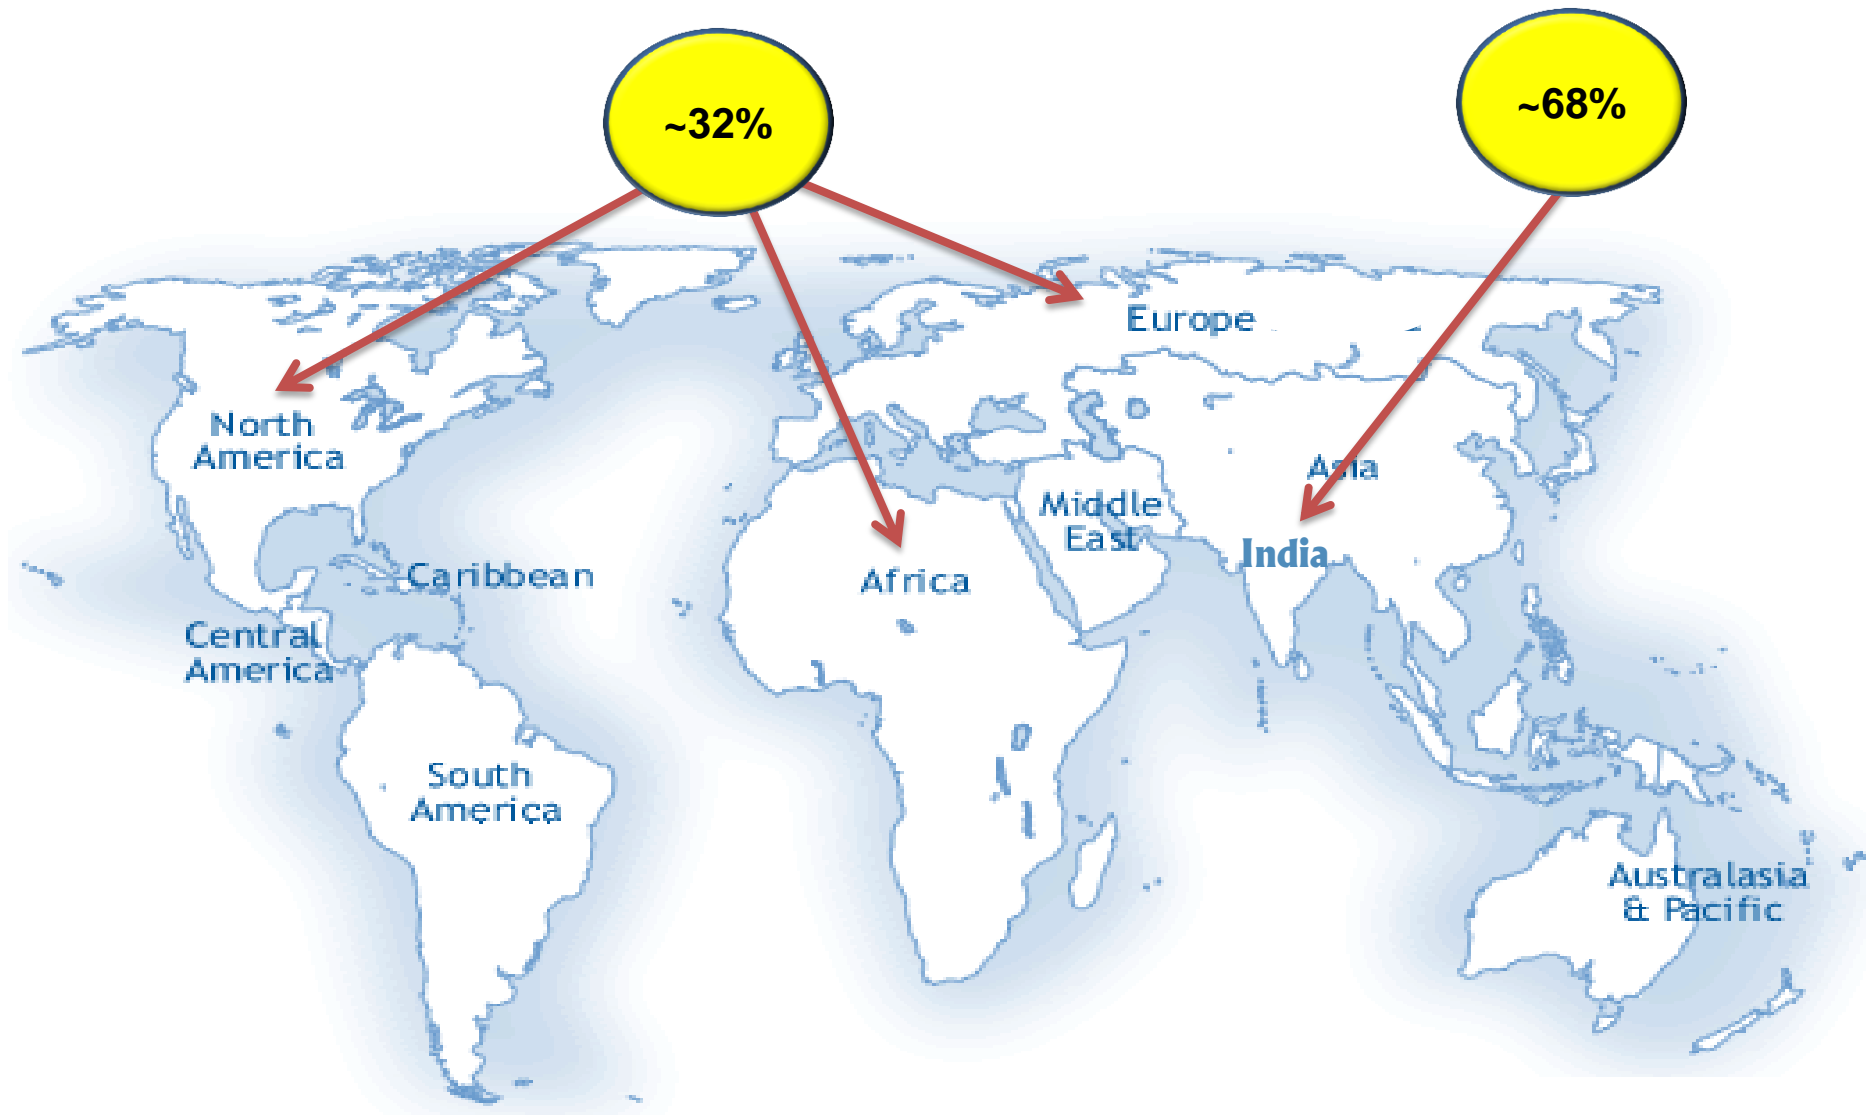 ~32%
~68%
Europe
North
America
Asia
Middle
East
India
Caribbean
Africa
Central
America
South
America
Australasia
& Pacific